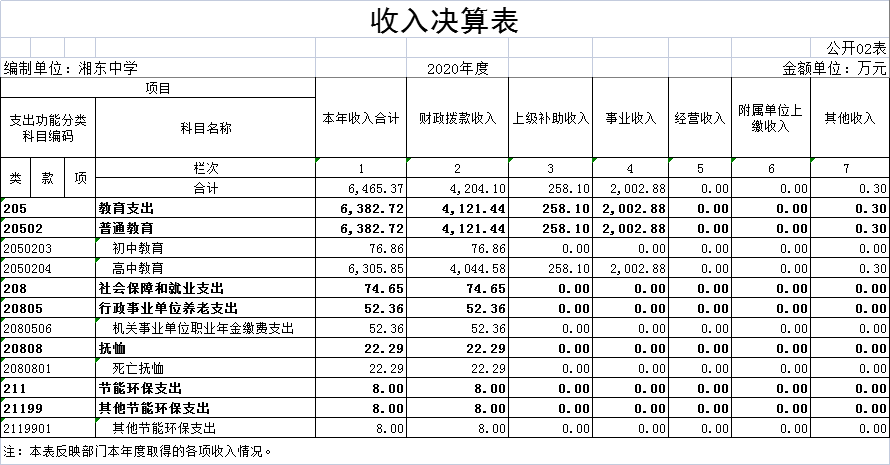 收入决算表
公开02表
编制单位：湘东中学 2020年度 金额单位：万元
项目 本年收入合计 财政拨款收入 上级补助收入 事业收入 经营收入 附属单位上缴收入 其他收入
支出功能分类科目编码 科目名称
类 款 项 栏次 1 2 3 4 5 6 7
合计 6,465.37 4,204.10 258.10 2,002.88 0.00 0.00 0.30
205 教育支出 6,382.72 4,121.44 258.10 2,002.88 0.00 0.00 0.30
20502 普通教育 6,382.72 4,121.44 258.10 2,002.88 0.00 0.00 0.30
2050203 初中教育 76.86 76.86 0.00 0.00 0.00 0.00 0.00
2050204 高中教育 6,305.85 4,044.58 258.10 2,002.88 0.00 0.00 0.30
208 社会保障和就业支出 74.65 74.65 0.00 0.00 0.00 0.00 0.00
20805 行政事业单位养老支出 52.36 52.36 0.00 0.00 0.00 0.00 0.00
2080506 机关事业单位职业年金缴费支出 52.36 52.36 0.00 0.00 0.00 0.00 0.00
20808 抚恤 22.29 22.29 0.00 0.00 0.00 0.00 0.00
2080801 死亡抚恤 22.29 22.29 0.00 0.00 0.00 0.00 0.00
211 节能环保支出 8.00 8.00 0.00 0.00 0.00 0.00 0.00
21199 其他节能环保支出 8.00 8.00 0.00 0.00 0.00 0.00 0.00
2119901 其他节能环保支出 8.00 8.00 0.00 0.00 0.00 0.00 0.00
注：本表反映部门本年度取得的各项收入情况。